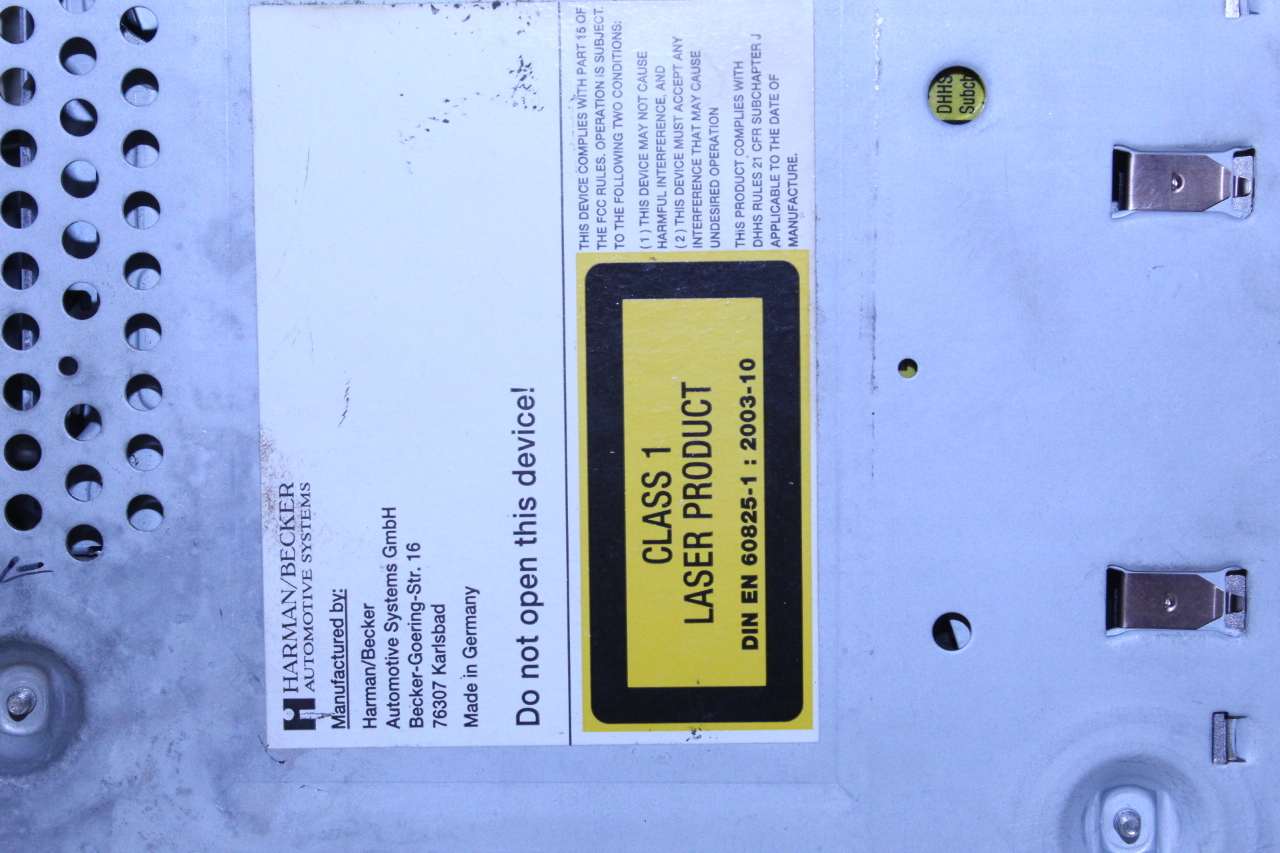 HARMAN/BECKER
AUTOMOTIVE SYSTEMS
Manufactured by:
Harman/Becker
Automotive Systems GmbH
Becker-Goering-Str. 16
76307 Karlsbad
Made in Germany
Do not open this device!
THIS DEVICE COMPLIES WITH PART 15 OF
THE FCC RULES. OPERATION IS SUBJECT.
TO THE FOLLOWING TWO CONDITIONS:
(1) THIS DEVICE MAY NOT CAUSE
HARMFUL INTERFERENCE, AND
(2) THIS DEVICE MUST ACCEPT ANY
INTERFERENCE THAT MAY CAUSE
UNDESIRED OPERATION
THIS PRODUCT COMPLIES WITH
DHHS RULES 21 CFR SUBCHAPTER J
APPLICABLE TO THE DATE OF
MANUFACTURE.
CLASS 1
LASER PRODUCT
DIN EN 60825-1 : 2003-10
DHHS
Subch